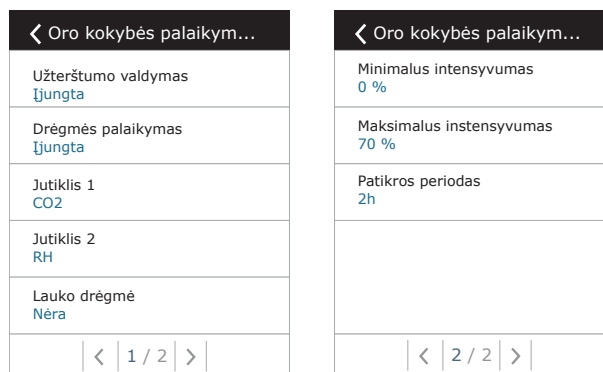 Oro kokybės palaikym...
Užterštumo valdymas
Įjungta
Drėgmės palaikymas
Įjungta
Jutiklis 1
CO2
Jutiklis 2
RH
Lauko drėgmė
Nėra
1 / 2
Oro kokybės palaikym...
Minimalus intensyvumas
0 %
Maksimalus instensyvumas
70 %
Patikros periodas
2h
2 / 2